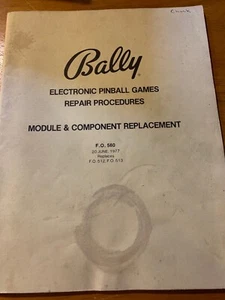 Bally
ELECTRONIC PINBALL GAMES
REPAIR PROCEDURES
MODULE & COMPONENT REPLACEMENT
F.O. 560
20 JUNE, 1977
Replaces
F.O. 512, F.O. 513